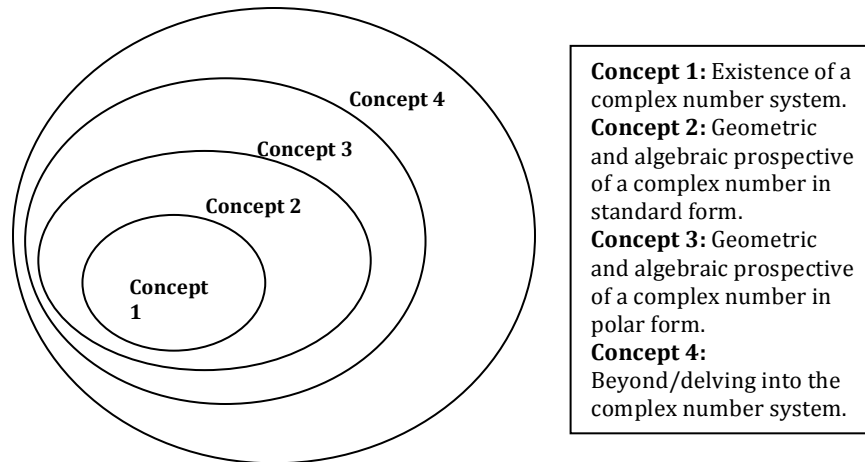 Concept 4
Concept 3
Concept 2
Concept
1
Concept 1: Existence of a
complex number system.
Concept 2: Geometric
and algebraic prospective
of a complex number in
standard form.
Concept 3: Geometric
and algebraic prospective
of a complex number in
polar form.
Concept 4:
Beyond/delving into the
complex number system.